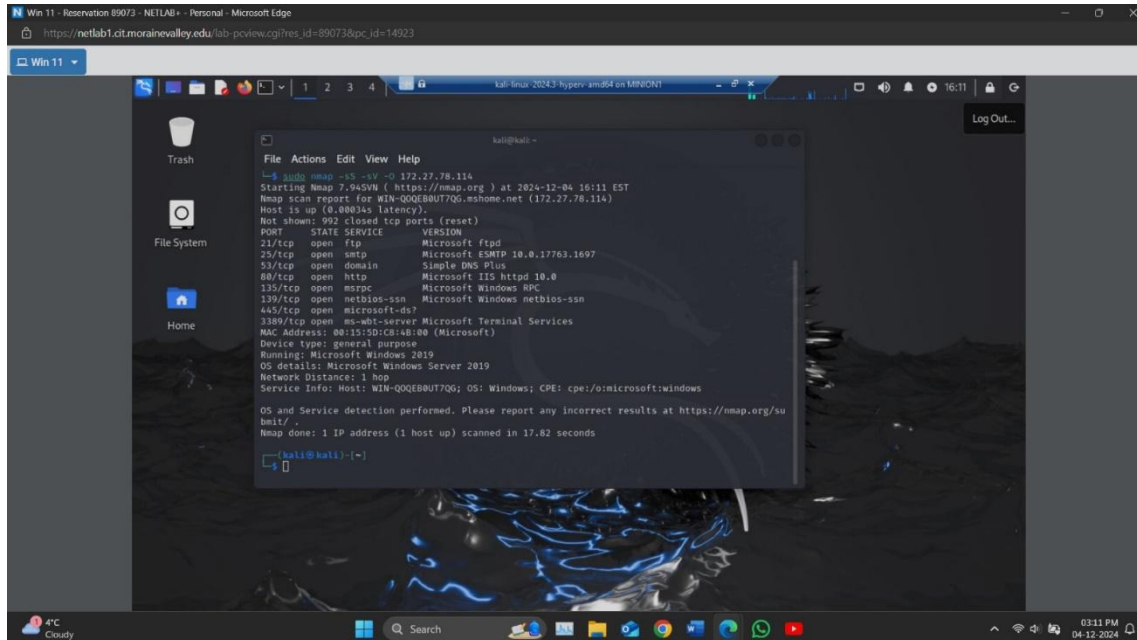 Win 11 - Reservation 89073 - NETLAB+ - Personal - Microsoft Edge
https://netlab1.cit.morainevalley.edu/lab-pcview.cgi?res_id=89073&pc_id=14923
Win 11
1 2 3 4
kali-linux-2024.3-hyperv-amd64 on MINION1
16:11
Log Out...
Trash
File System
Home
kali@kali: ~
File Actions Edit View Help
└─$ sudo nmap -sS -sV -O 172.27.78.114
Starting Nmap 7.94SVN ( https://nmap.org ) at 2024-12-04 16:11 EST
Nmap scan report for WIN-QOQEB0UT7QG.mshome.net (172.27.78.114)
Host is up (0.00034s latency).
Not shown: 992 closed tcp ports (reset)
PORT STATE SERVICE VERSION
21/tcp open ftp Microsoft ftpd
25/tcp open smtp Microsoft ESMTP 10.0.17763.1697
53/tcp open domain Simple DNS Plus
80/tcp open http Microsoft IIS httpd 10.0
135/tcp open msrpc Microsoft Windows RPC
139/tcp open netbios-ssn Microsoft Windows netbios-ssn
445/tcp open microsoft-ds?
3389/tcp open ms-wbt-server Microsoft Terminal Services
MAC Address: 00:15:5D:C8:4B:00 (Microsoft)
Device type: general purpose
Running: Microsoft Windows 2019
OS details: Microsoft Windows Server 2019
Network Distance: 1 hop
Service Info: Host: WIN-QOQEB0UT7QG; OS: Windows; CPE: cpe:/o:microsoft:windows
OS and Service detection performed. Please report any incorrect results at https://nmap.org/su
bmit/ .
Nmap done: 1 IP address (1 host up) scanned in 17.82 seconds
┌──(kali㉿kali)-[~]
└─$
1
4°C
Cloudy
Search
03:11 PM
04-12-2024